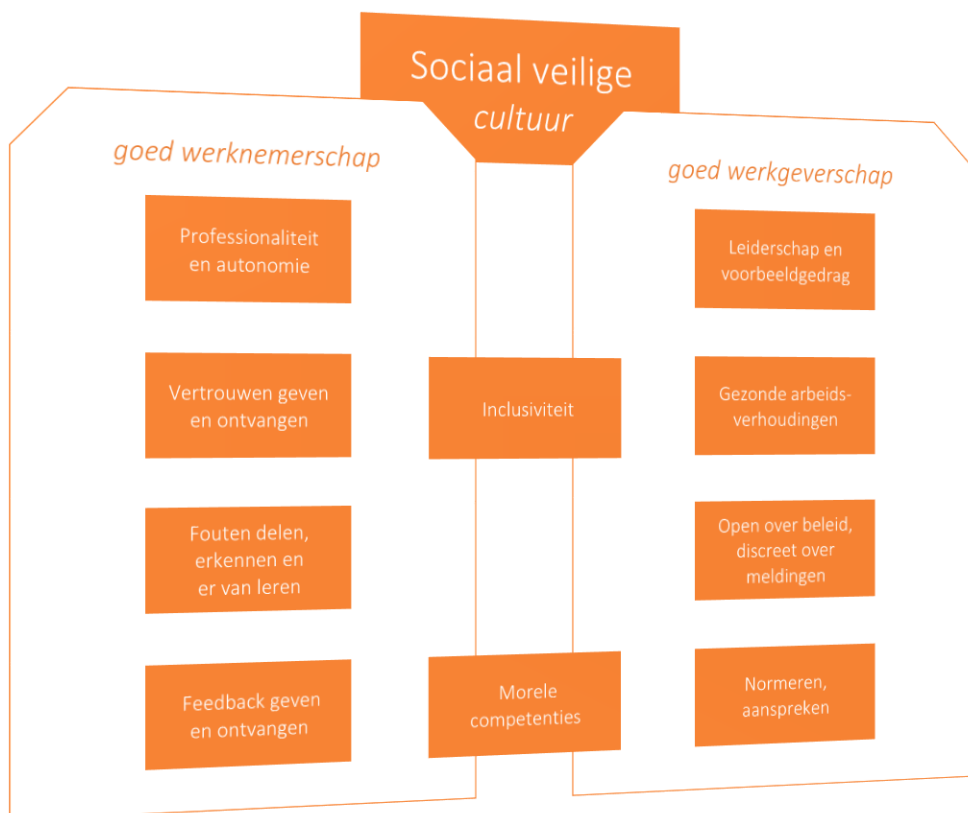 Sociaal veilige
cultuur
goed werknemerschap
Professionaliteit
en autonomie
Vertrouwen geven
en ontvangen
Fouten delen,
erkennen en
er van leren
Feedback geven
en ontvangen
Inclusiviteit
Morele
competenties
goed werkgeverschap
Leiderschap en
voorbeeldgedrag
Gezonde arbeids-
verhoudingen
Open over beleid,
discreet over
meldingen
Normeren,
aanspreken